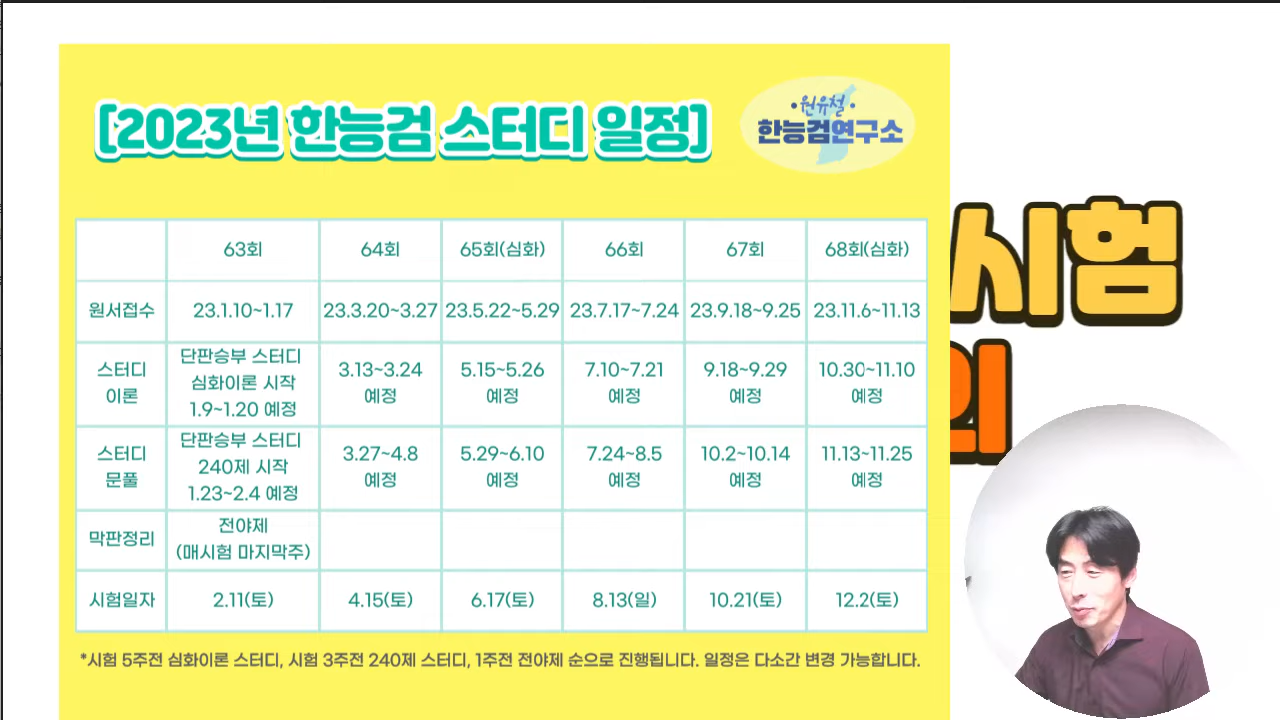 [2023년 한능검 스터디 일정]
•원유철•
한능검연구소
63회 64회 65회(심화) 66회 67회 68회(심화)
원서접수 23.1.10~1.17 23.3.20~3.27 23.5.22~5.29 23.7.17~7.24 23.9.18~9.25 23.11.6~11.13
스터디 이론 단판승부 스터디 심화이론 시작 1.9~1.20 예정 3.13~3.24 예정 5.15~5.26 예정 7.10~7.21 예정 9.18~9.29 예정 10.30~11.10 예정
스터디 문풀 단판승부 스터디 240제 시작 1.23~2.4 예정 3.27~4.8 예정 5.29~6.10 예정 7.24~8.5 예정 10.2~10.14 예정 11.13~11.25 예정
막판정리 전야제 (매시험 마지막주)
시험일자 2.11(토) 4.15(토) 6.17(토) 8.13(일) 10.21(토) 12.2(토)
*시험 5주전 심화이론 스터디, 시험 3주전 240제 스터디, 1주전 전야제 순으로 진행됩니다. 일정은 다소간 변경 가능합니다.
시험